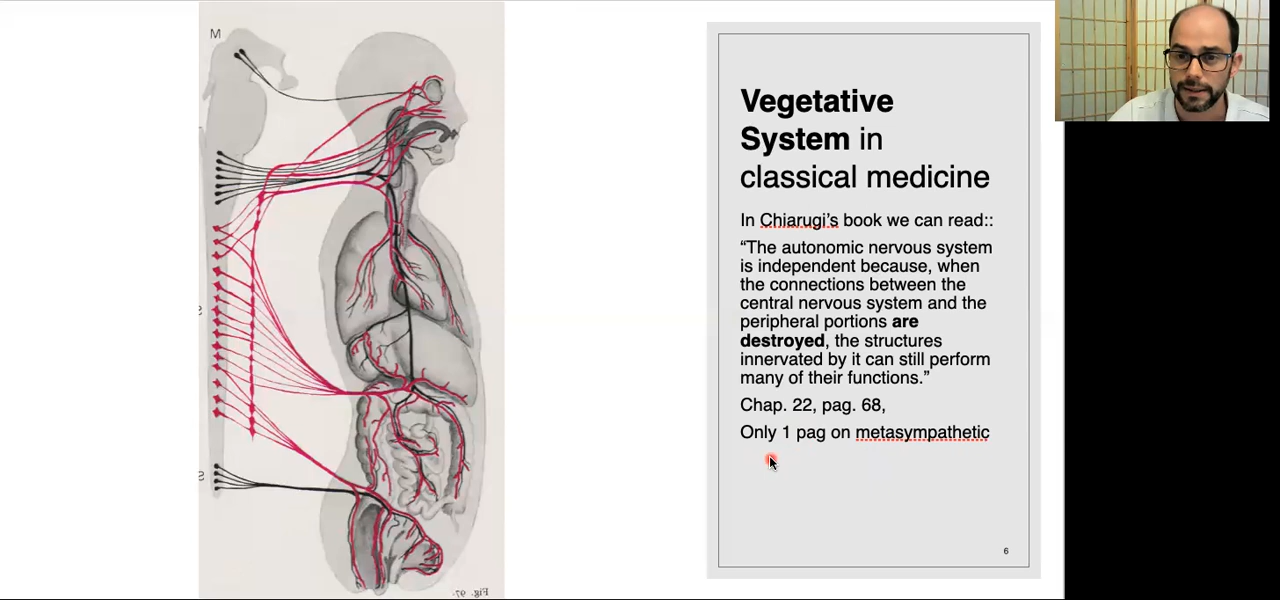 M
S
S
Fig. 97.
Vegetative
System in
classical medicine
In Chiarugi's book we can read::
“The autonomic nervous system
is independent because, when
the connections between the
central nervous system and the
peripheral portions are
destroyed, the structures
innervated by it can still perform
many of their functions.”
Chap. 22, pag. 68,
Only 1 pag on metasympathetic
6